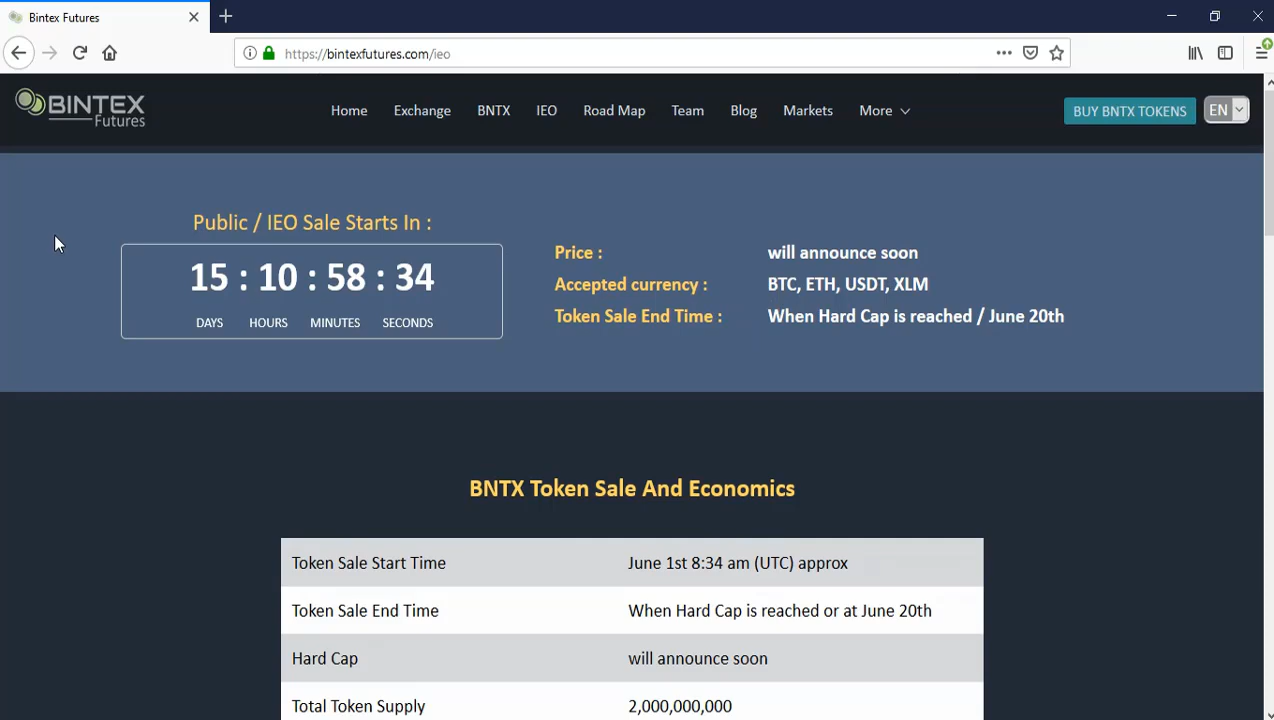 Bintex Futures
https://bintexfutures.com/ieo
BINTEX
Futures
Home Exchange BNTX IEO Road Map Team Blog Markets More
BUY BNTX TOKENS
EN
Public / IEO Sale Starts In :
15 : 10 : 58 : 34
DAYS HOURS MINUTES SECONDS
Price : will announce soon
Accepted currency : BTC, ETH, USDT, XLM
Token Sale End Time : When Hard Cap is reached / June 20th
BNTX Token Sale And Economics
Token Sale Start Time June 1st 8:34 am (UTC) approx
Token Sale End Time When Hard Cap is reached or at June 20th
Hard Cap will announce soon
Total Token Supply 2,000,000,000